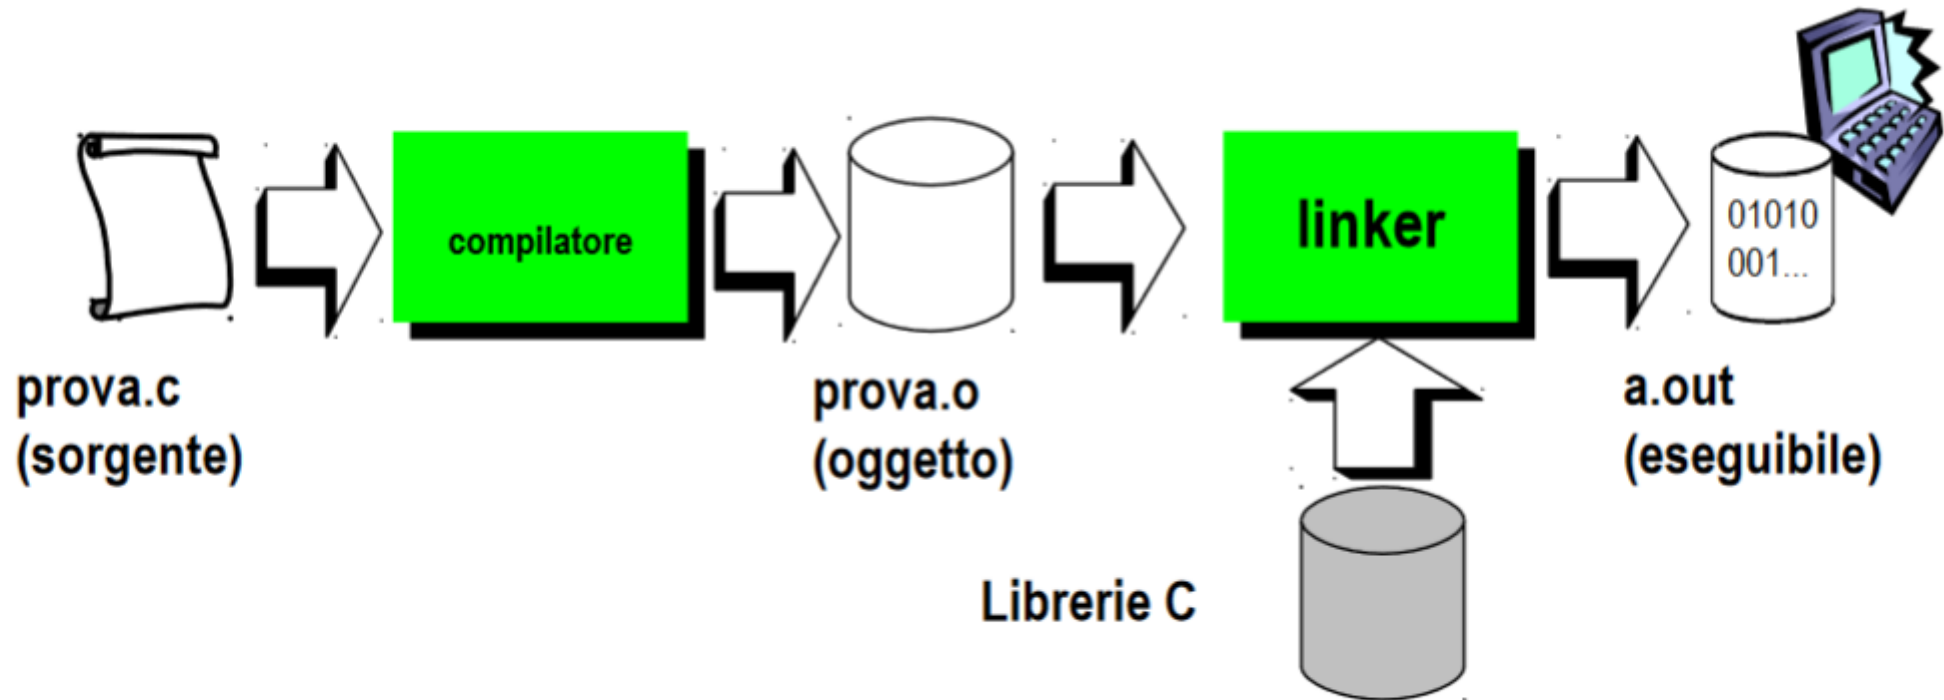 compilatore
linker
01010
001...
prova.c
(sorgente)
prova.o
(oggetto)
a.out
(eseguibile)
Librerie C